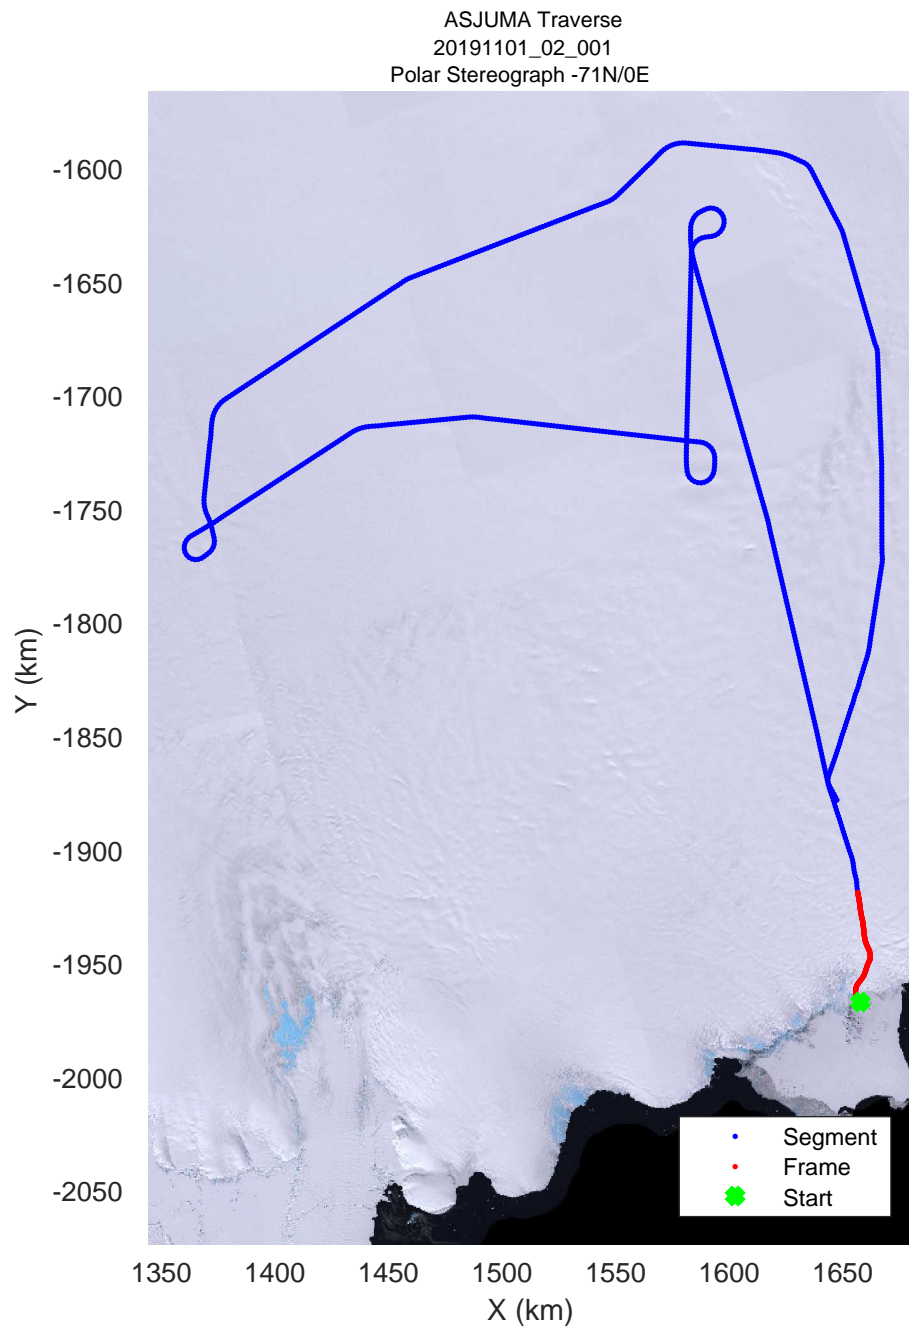 ASJUMA Traverse
20191101_02_001
Polar Stereograph -71N/0E
-1600
-1650
-1700
-1750
-1800
-1850
-1900
-1950
-2000
-2050
Y (km)
Segment
Frame
Start
1350 1400 1450 1500 1550 1600 1650
X (km)